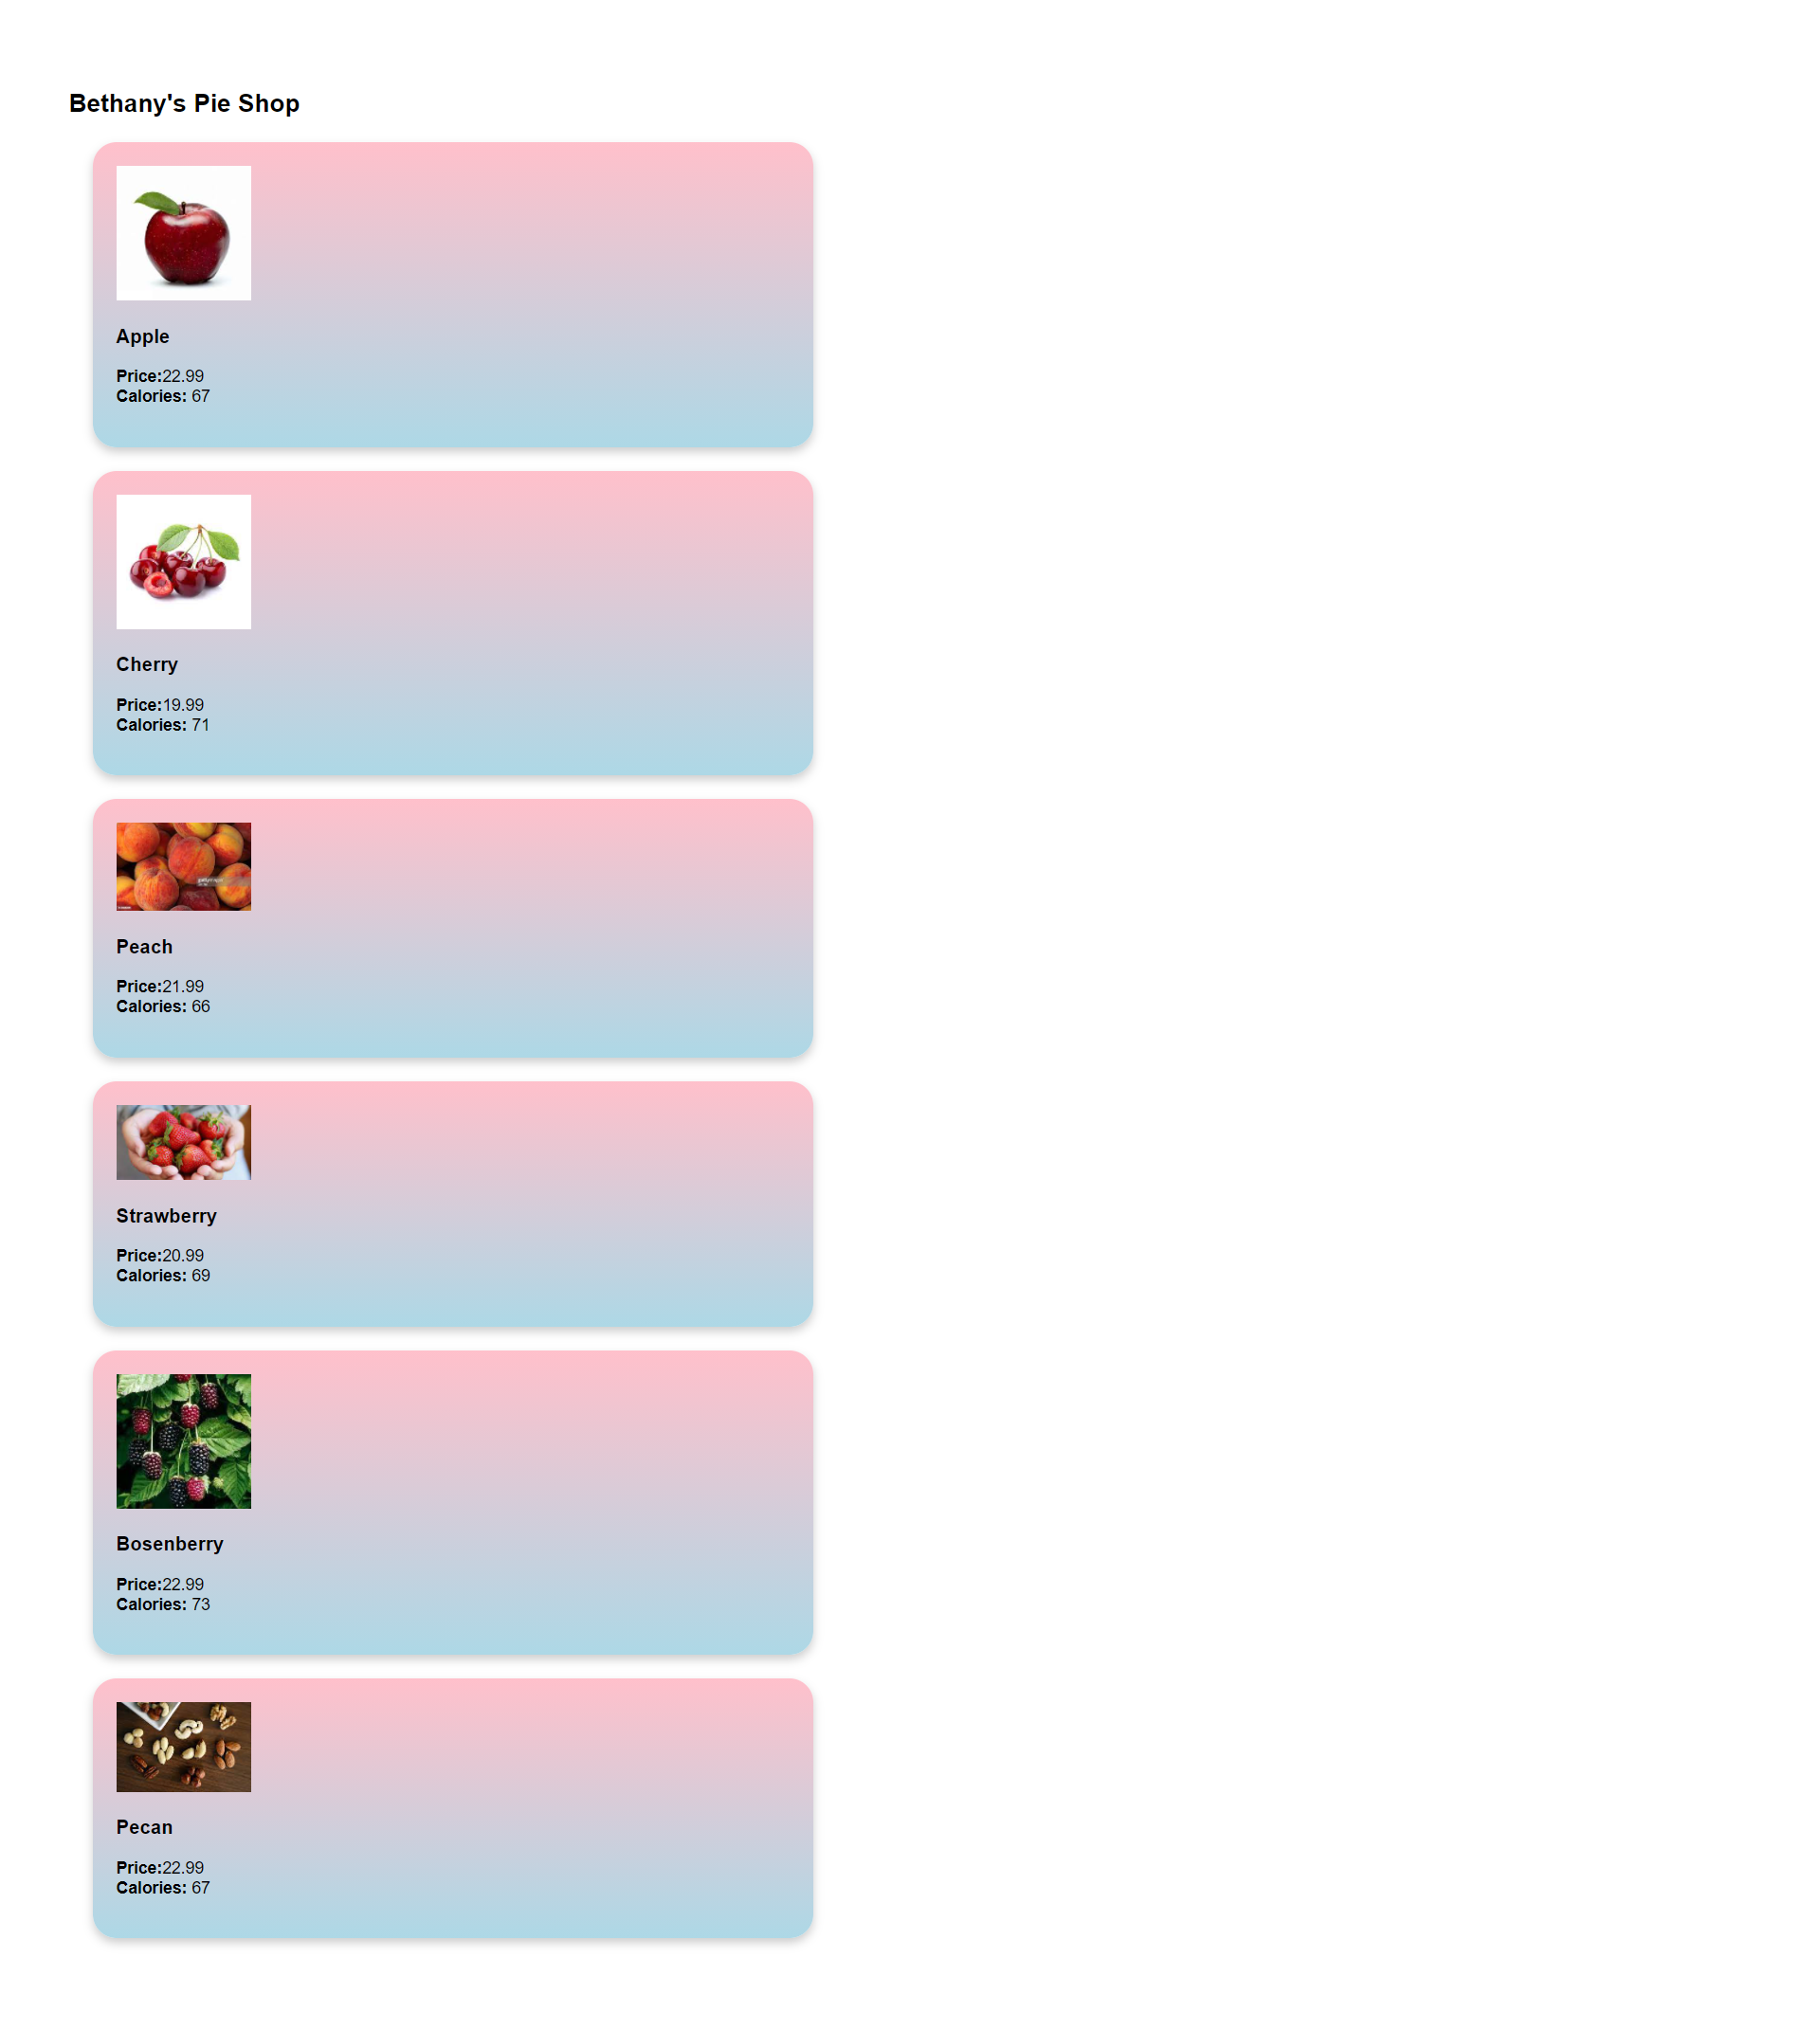 Bethany's Pie Shop
Apple
Price:22.99
Calories: 67
Cherry
Price:19.99
Calories: 71
Peach
Price:21.99
Calories: 66
Strawberry
Price:20.99
Calories: 69
Bosenberry
Price:22.99
Calories: 73
Pecan
Price:22.99
Calories: 67